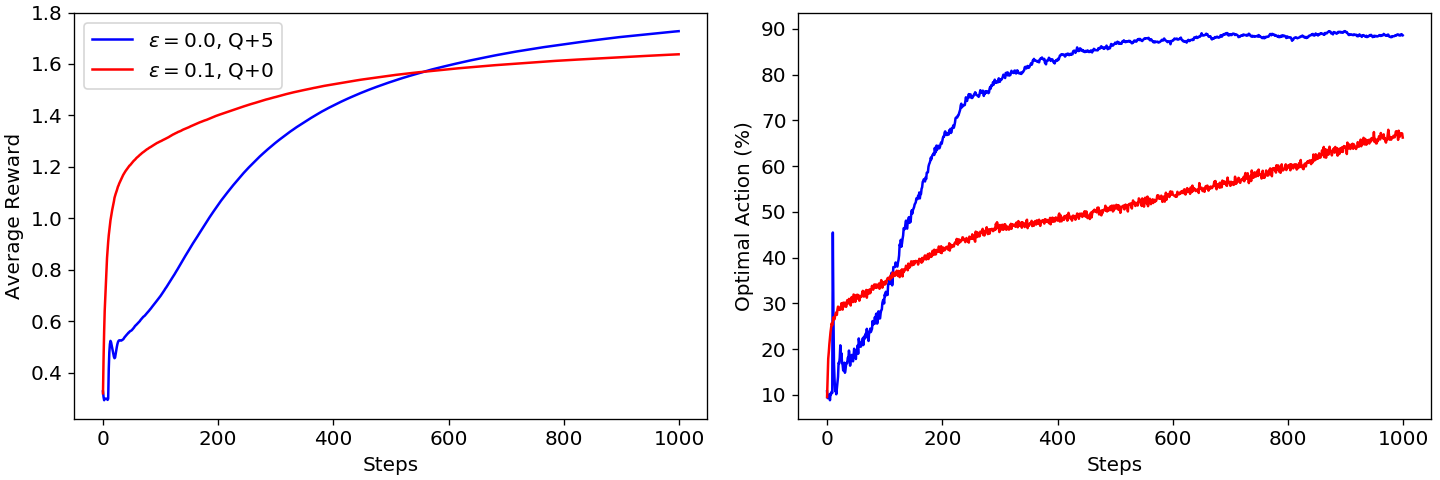 1.8
1.6
1.4
1.2
1.0
0.8
0.6
0.4
Average Reward
ε = 0.0, Q+5
ε = 0.1, Q+0
0 200 400 600 800 1000
Steps
90
80
70
60
50
40
30
20
10
Optimal Action (%)
0 200 400 600 800 1000
Steps